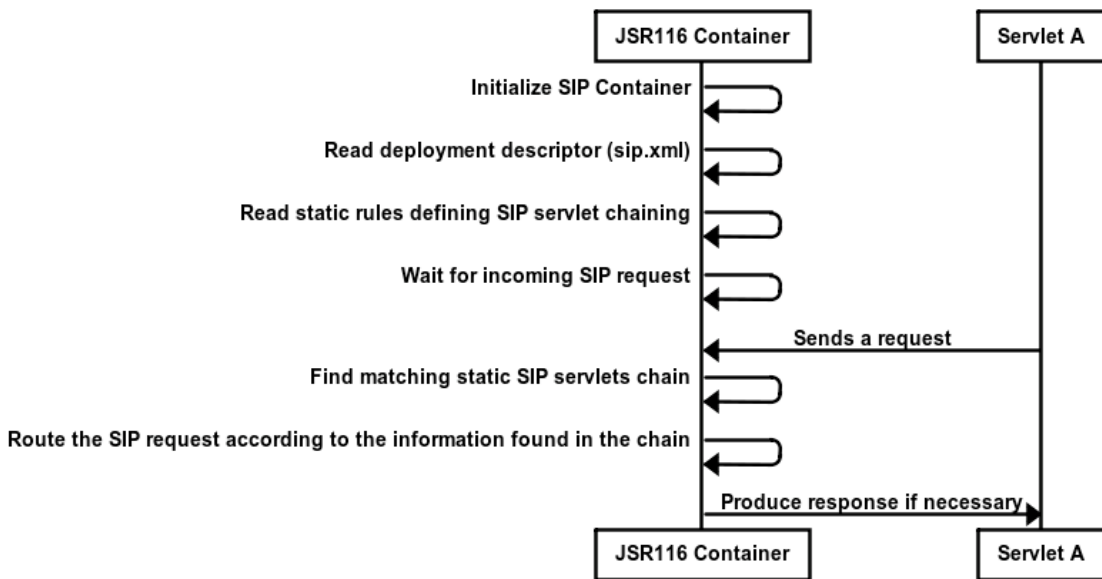 JSR116 Container
Servlet A
Initialize SIP Container
Read deployment descriptor (sip.xml)
Read static rules defining SIP servlet chaining
Wait for incoming SIP request
Sends a request
Find matching static SIP servlets chain
Route the SIP request according to the information found in the chain
Produce response if necessary
JSR116 Container
Servlet A